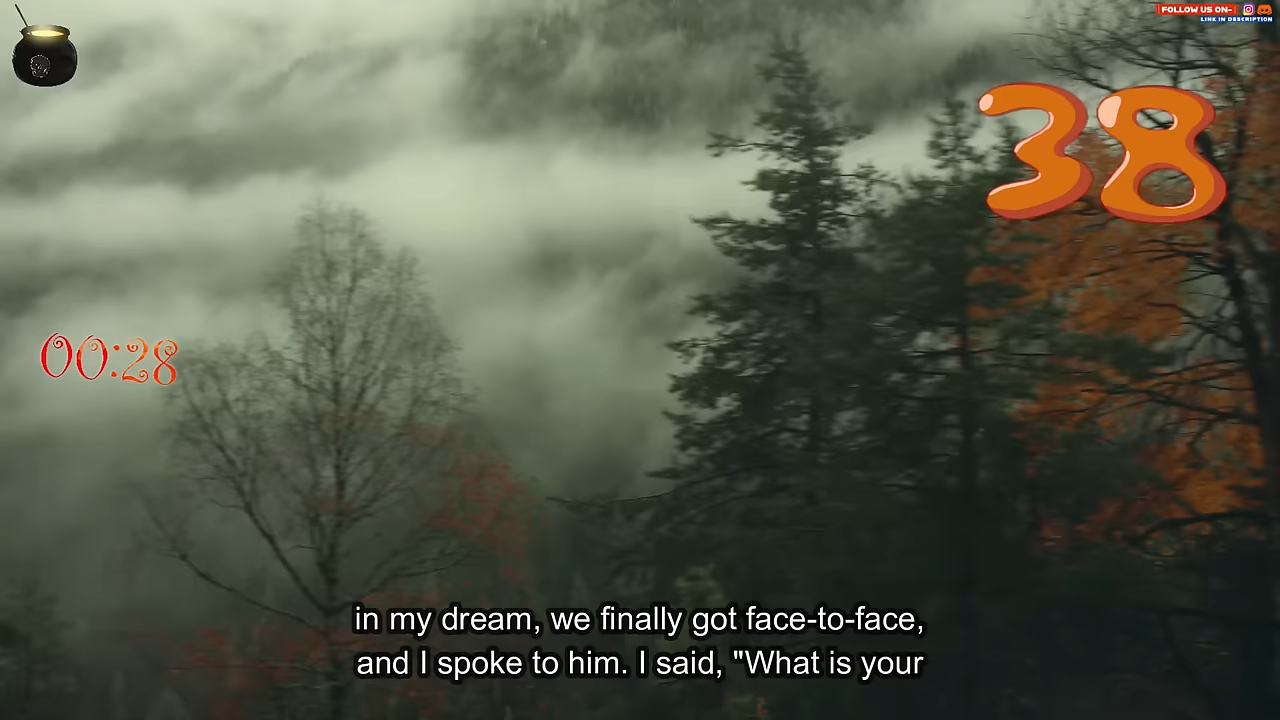 FOLLOW US ON-
LINK IN DESCRIPTION
38
00:28
in my dream, we finally got face-to-face,
and I spoke to him. I said, "What is your